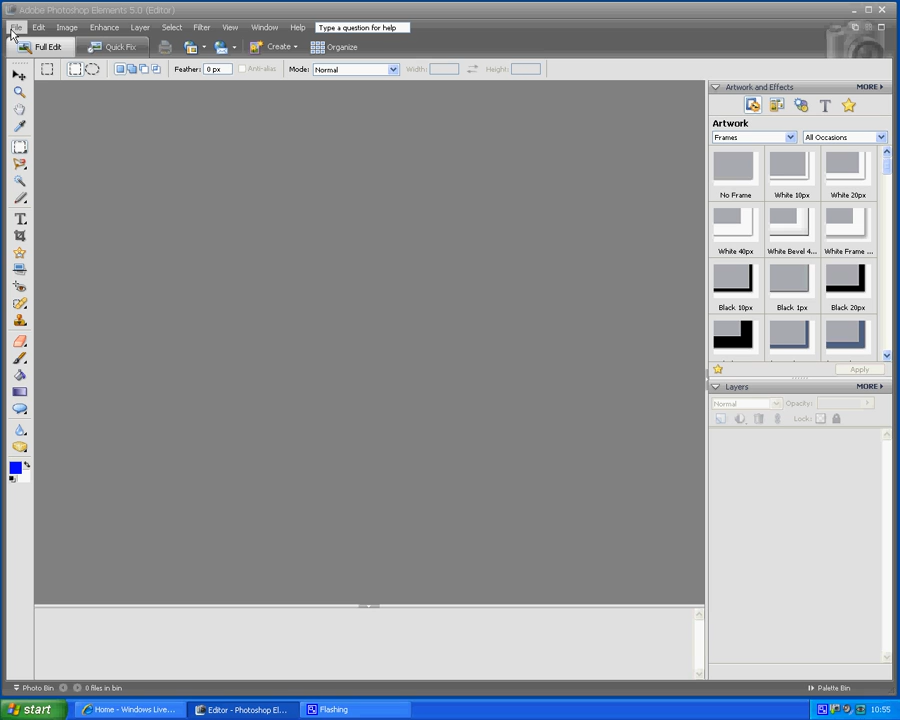 Adobe Photoshop Elements 5.0 (Editor)
File Edit Image Enhance Layer Select Filter View Window Help Type a question for help
Full Edit Quick Fix Create Organize
Feather: 0 px Anti-alias Mode: Normal Width: Height:
Artwork and Effects MORE
T
Artwork
Frames All Occasions
No Frame White 10px White 20px
White 40px White Bevel 4... White Frame ...
Black 10px Black 1px Black 20px
Apply
Layers MORE
Normal Opacity:
Lock:
T
Photo Bin 0 files in bin Palette Bin
start Home - Windows Live... Editor - Photoshop El... Flashing 10:55